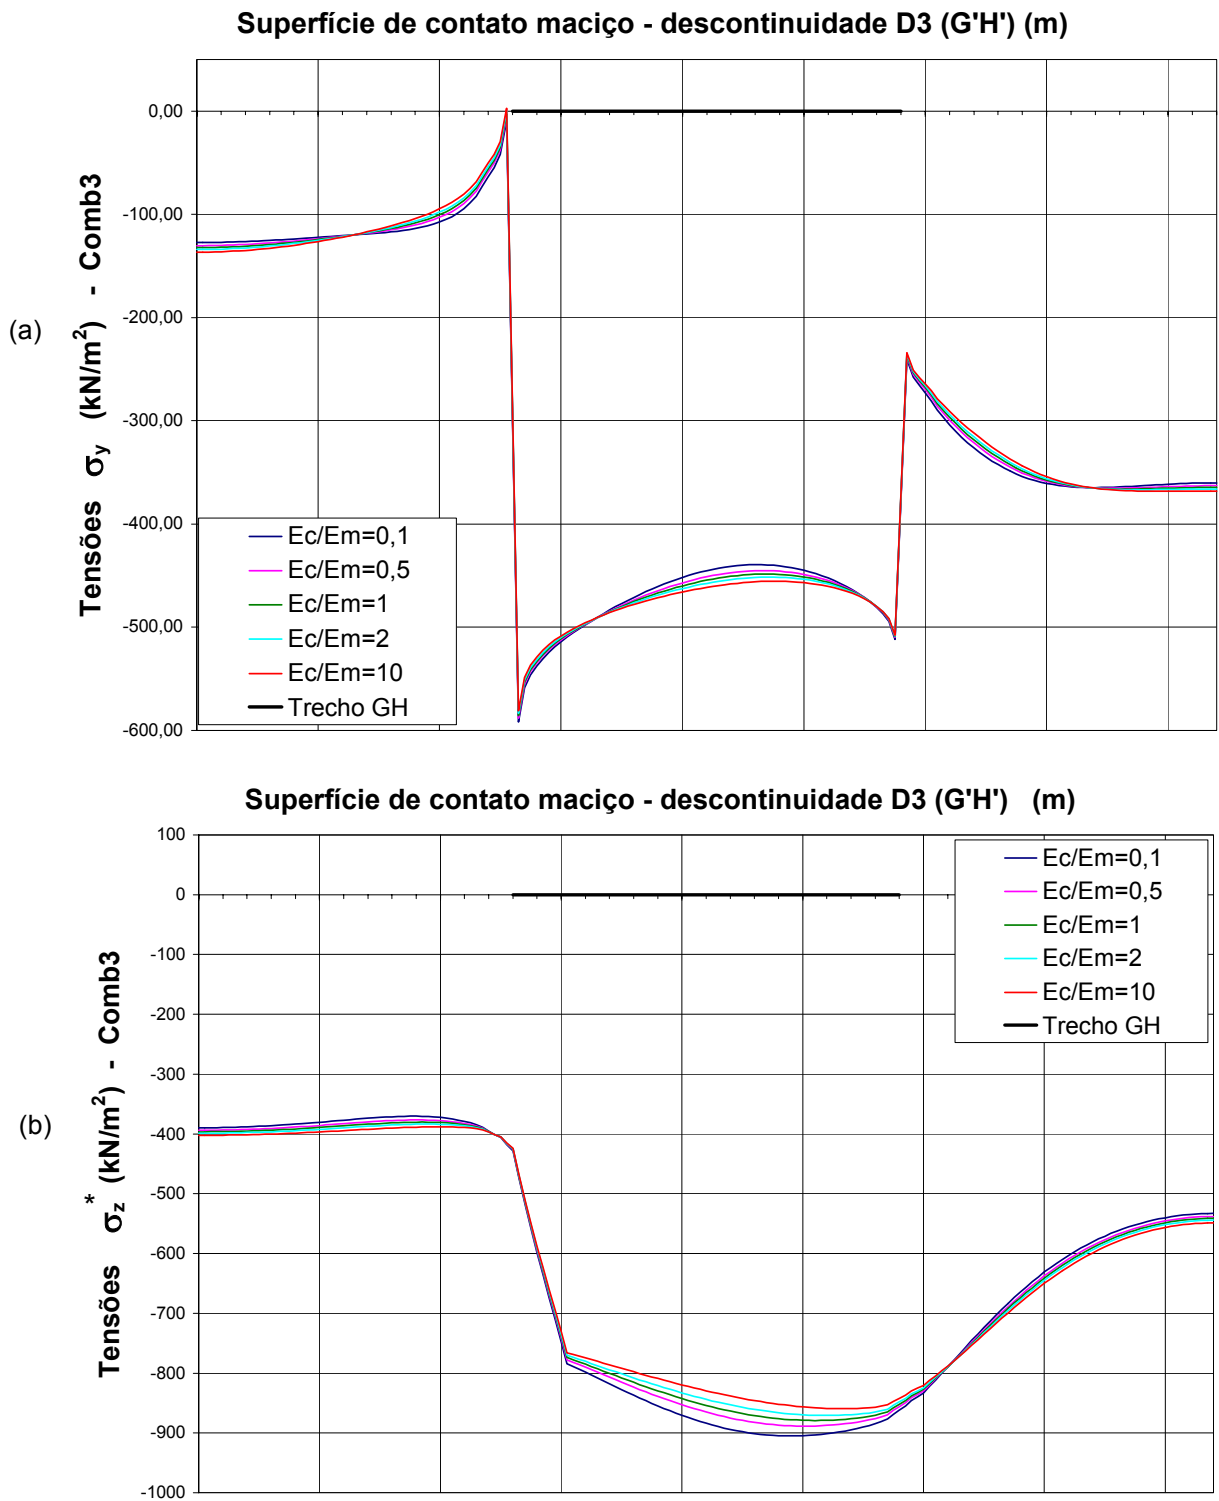 Superfície de contato maciço - descontinuidade D3 (G'H') (m)
0,00
-100,00
-200,00
-300,00
-400,00
-500,00
-600,00
Tensões σy (kN/m²) - Comb3
(a)
Ec/Em=0,1
Ec/Em=0,5
Ec/Em=1
Ec/Em=2
Ec/Em=10
Trecho GH
Superfície de contato maciço - descontinuidade D3 (G'H') (m)
100
0
-100
-200
-300
-400
-500
-600
-700
-800
-900
-1000
Tensões σz* (kN/m²) - Comb3
(b)
Ec/Em=0,1
Ec/Em=0,5
Ec/Em=1
Ec/Em=2
Ec/Em=10
Trecho GH